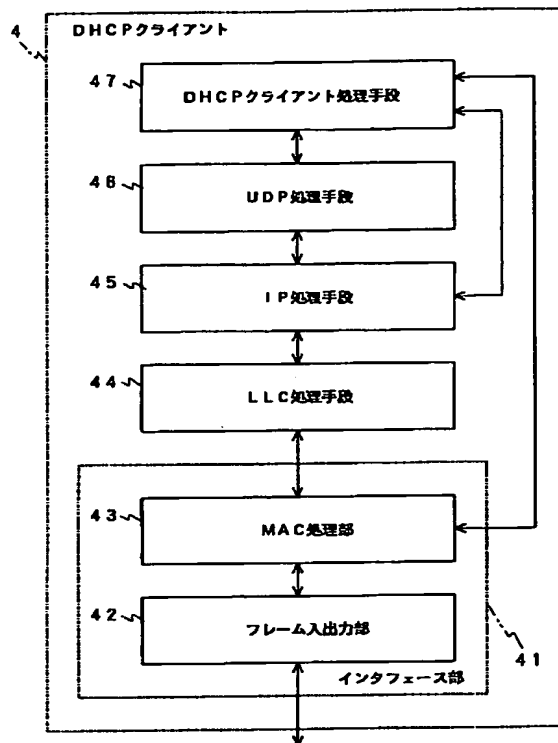 4
DHCPクライアント
47
DHCPクライアント処理手段
46
UDP処理手段
45
IP処理手段
44
LLC処理手段
43
MAC処理部
42
フレーム入出力部
インタフェース部
41